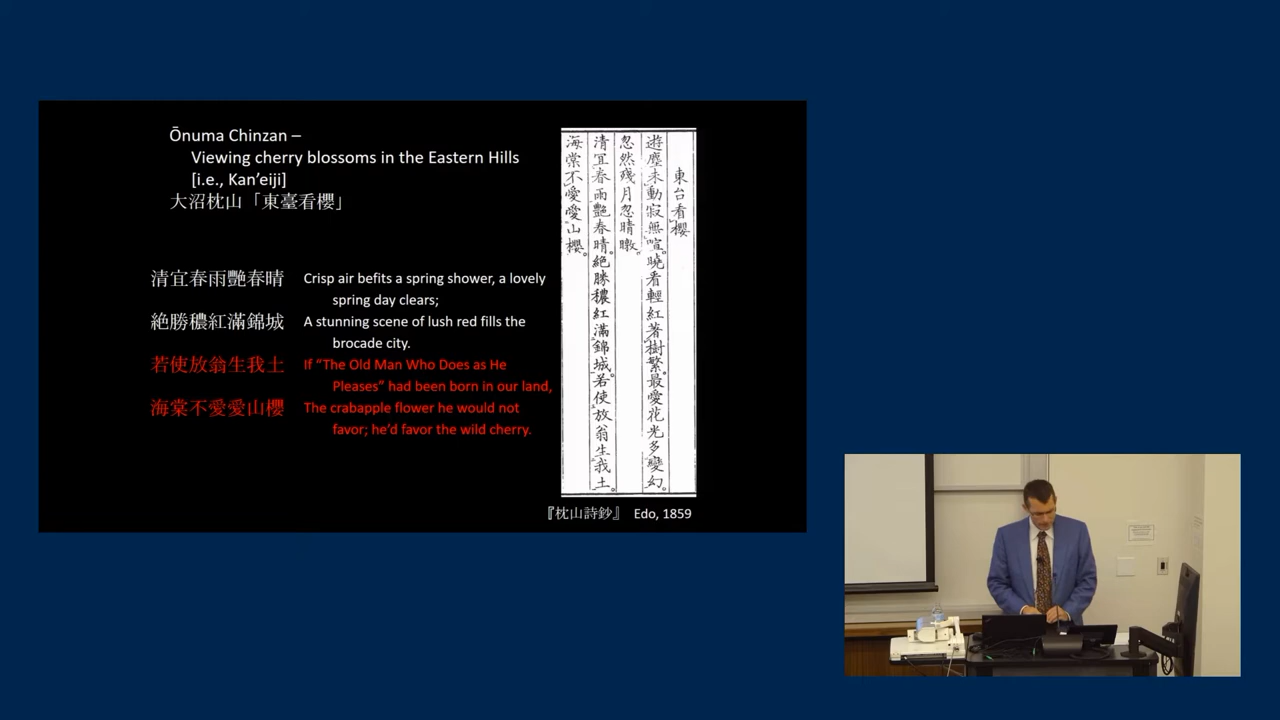 Ōnuma Chinzan –
Viewing cherry blossoms in the Eastern Hills
[i.e., Kan’eiji]
大沼枕山「東臺看櫻」
清宜春雨艷春晴
Crisp air befits a spring shower, a lovely
spring day clears;
絶勝穠紅滿錦城
A stunning scene of lush red fills the
brocade city.
若使放翁生我土
If “The Old Man Who Does as He
Pleases” had been born in our land,
海棠不愛愛山櫻
The crabapple flower he would not
favor; he’d favor the wild cherry.
東台看櫻
遊塵未動寂無喧。曉看輕紅著樹繁。最愛花光多變幻。
忽然殘月忽晴暾。
清宜春雨艷春晴。絕勝穠紅滿錦城。若使放翁生我土。
海棠不愛愛山櫻。
『枕山詩鈔』 Edo, 1859